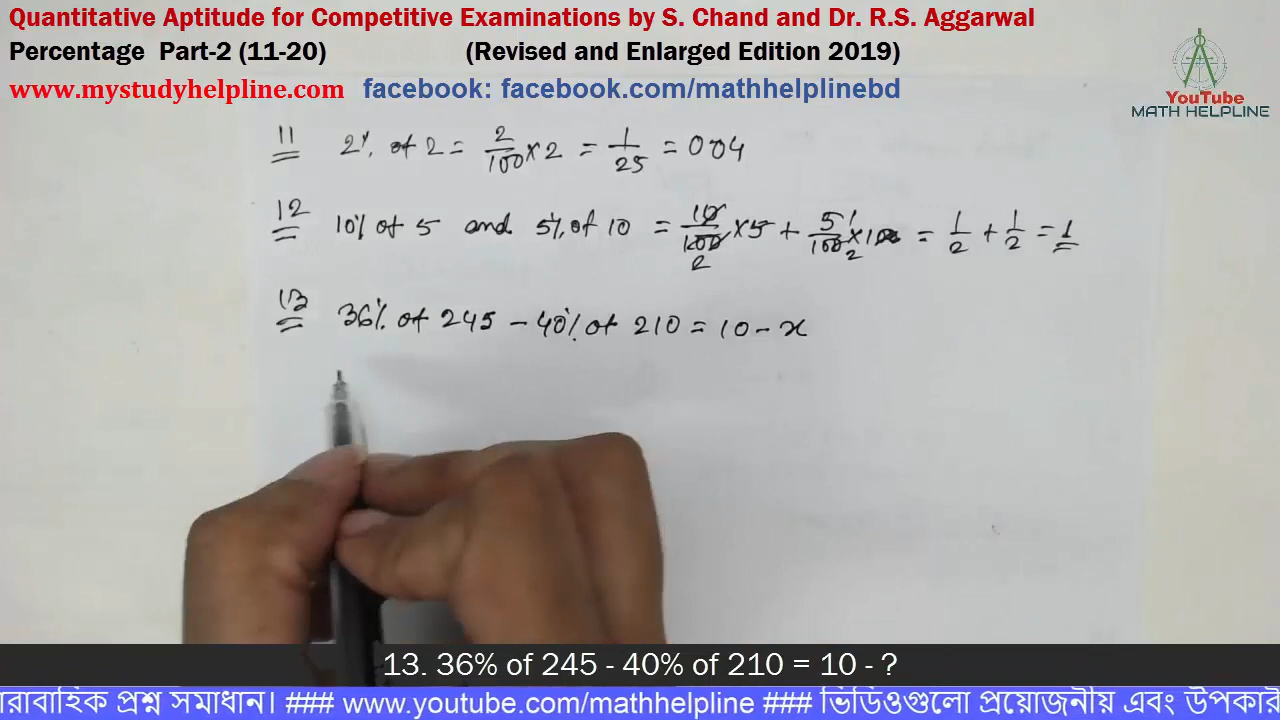 Quantitative Aptitude for Competitive Examinations by S. Chand and Dr. R.S. Aggarwal
Percentage Part-2 (11-20) (Revised and Enlarged Edition 2019)
www.mystudyhelpline.com facebook: facebook.com/mathhelplinebd
YouTube
MATH HELPLINE
11 2% of 2 = 2/100 × 2 = 1/25 = 0.04
12 10% of 5 and 5% of 10 = 10/100 × 5 + 5/100 × 10 = 1/2 + 1/2 = 1
13 36% of 245 - 40% of 210 = 10 - x
13. 36% of 245 - 40% of 210 = 10 - ?
ারাবাহিক প্রশ্ন সমাধান। ### www.youtube.com/mathhelpline ### ভিডিওগুলো প্রয়োজনীয় এবং উপকার